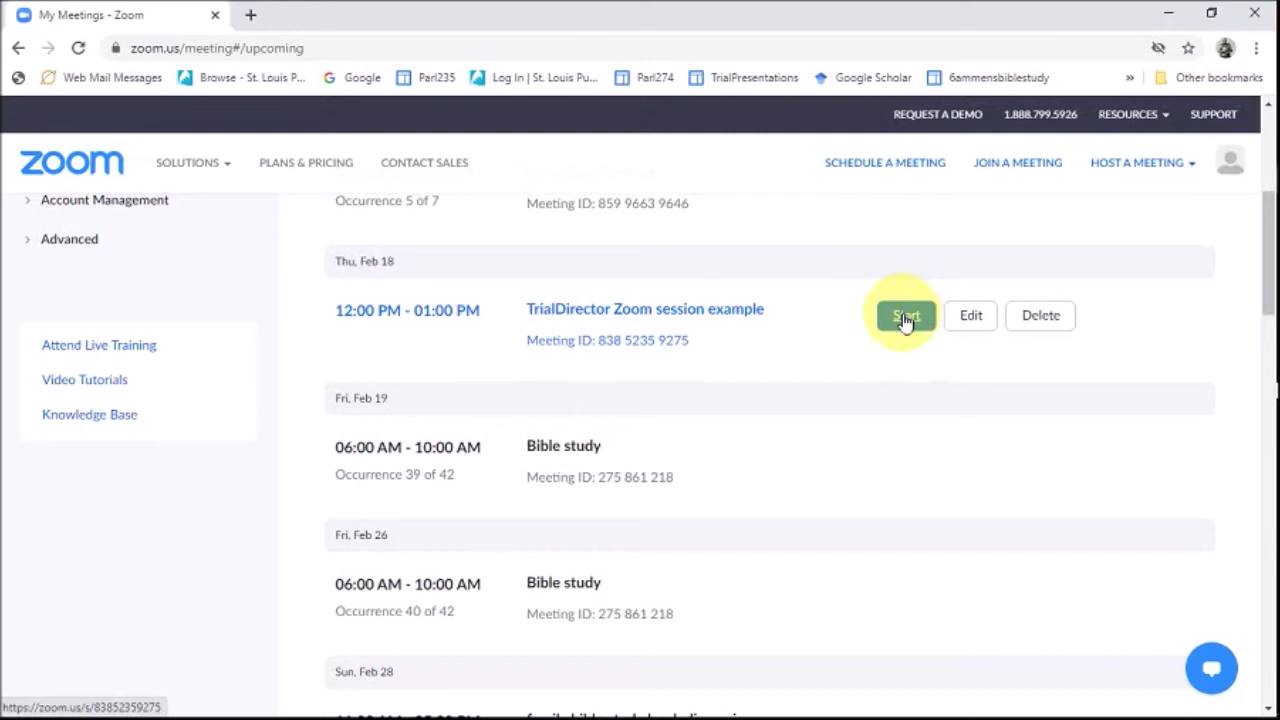 My Meetings - Zoom
zoom.us/meeting#/upcoming
Web Mail Messages
Browse - St. Louis P...
Google
Parl235
Log In | St. Louis Pu...
Parl274
TrialPresentations
Google Scholar
6ammensbiblestudy
»
Other bookmarks
REQUEST A DEMO
1.888.799.5926
RESOURCES
SUPPORT
zoom
SOLUTIONS
PLANS & PRICING
CONTACT SALES
SCHEDULE A MEETING
JOIN A MEETING
HOST A MEETING
Account Management
Advanced
Attend Live Training
Video Tutorials
Knowledge Base
Occurrence 5 of 7
Meeting ID: 859 9663 9646
Thu, Feb 18
12:00 PM - 01:00 PM
TrialDirector Zoom session example
Meeting ID: 838 5235 9275
Start
Edit
Delete
Fri, Feb 19
06:00 AM - 10:00 AM
Bible study
Occurrence 39 of 42
Meeting ID: 275 861 218
Fri, Feb 26
06:00 AM - 10:00 AM
Bible study
Occurrence 40 of 42
Meeting ID: 275 861 218
Sun, Feb 28
https://zoom.us/s/83852359275